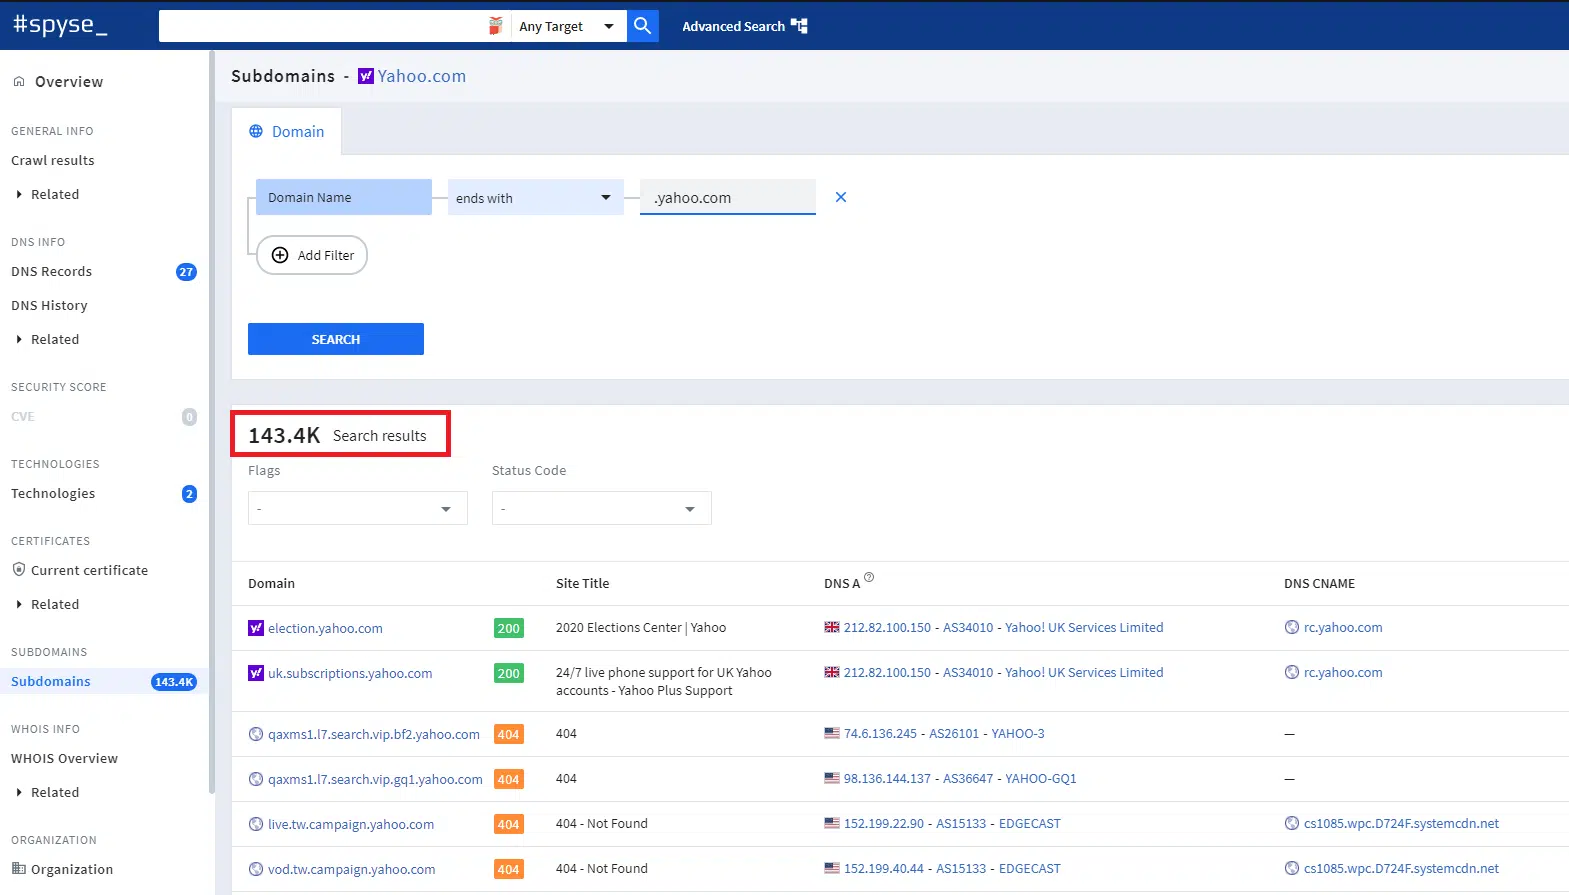 #spyse_
Any Target
Advanced Search
Overview
GENERAL INFO
Crawl results
Related
DNS INFO
DNS Records 27
DNS History
Related
SECURITY SCORE
CVE 0
TECHNOLOGIES
Technologies 2
CERTIFICATES
Current certificate
Related
SUBDOMAINS
Subdomains 143.4K
WHOIS INFO
WHOIS Overview
Related
ORGANIZATION
Organization
Subdomains - y! Yahoo.com
Domain
Domain Name ends with .yahoo.com
Add Filter
SEARCH
143.4K Search results
Flags Status Code
- -
Domain Site Title DNS A ? DNS CNAME
y! election.yahoo.com 200 2020 Elections Center | Yahoo 212.82.100.150 - AS34010 - Yahoo! UK Services Limited rc.yahoo.com
y! uk.subscriptions.yahoo.com 200 24/7 live phone support for UK Yahoo 212.82.100.150 - AS34010 - Yahoo! UK Services Limited rc.yahoo.com
accounts - Yahoo Plus Support
qaxms1.l7.search.vip.bf2.yahoo.com 404 404 74.6.136.245 - AS26101 - YAHOO-3 —
qaxms1.l7.search.vip.gq1.yahoo.com 404 404 98.136.144.137 - AS36647 - YAHOO-GQ1 —
live.tw.campaign.yahoo.com 404 404 - Not Found 152.199.22.90 - AS15133 - EDGECAST cs1085.wpc.D724F.systemcdn.net
vod.tw.campaign.yahoo.com 404 404 - Not Found 152.199.40.44 - AS15133 - EDGECAST cs1085.wpc.D724F.systemcdn.net